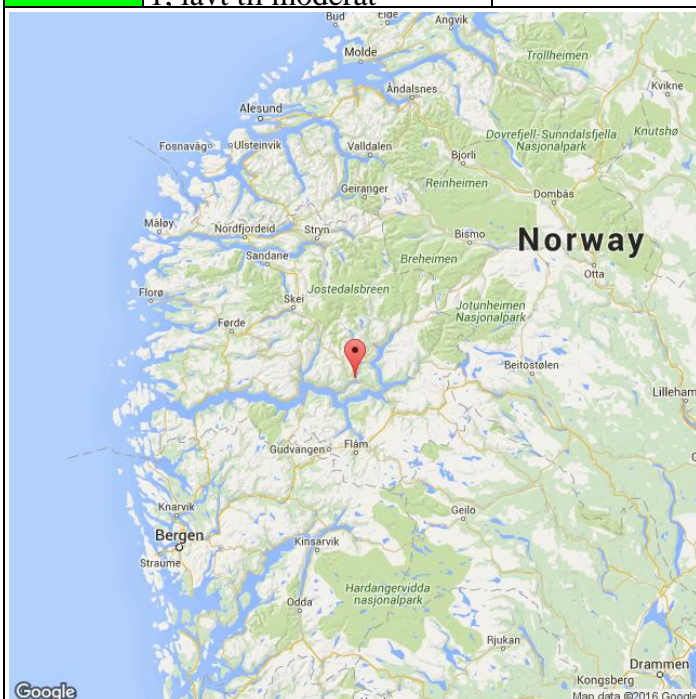 1, lavt til moderat
Bud
Eide
Angvik
Molde
Trollheimen
Kvikne
Åndalsnes
Alesund
Dovrefjell-Sunndalsfjella
Nasjonalpark
Knutshø
Fosnavåg
Ulsteinvik
Valldalen
Bjorli
Geiranger
Reinheimen
Dombås
Måløy
Nordfjordeid
Stryn
Bismo
Norway
Sandane
Breheimen
Otta
Florø
Skei
Jostedalsbreen
Jotunheimen
Nasjonalpark
Førde
Beitostølen
Lilleham
Gudvangen
Flåm
Knarvik
Geilo
Bergen
Kinsarvik
Straume
Hardangervidda
nasjonalpark
Odda
Rjukan
Drammen
Kongsberg
Google
Map data ©2016 Google